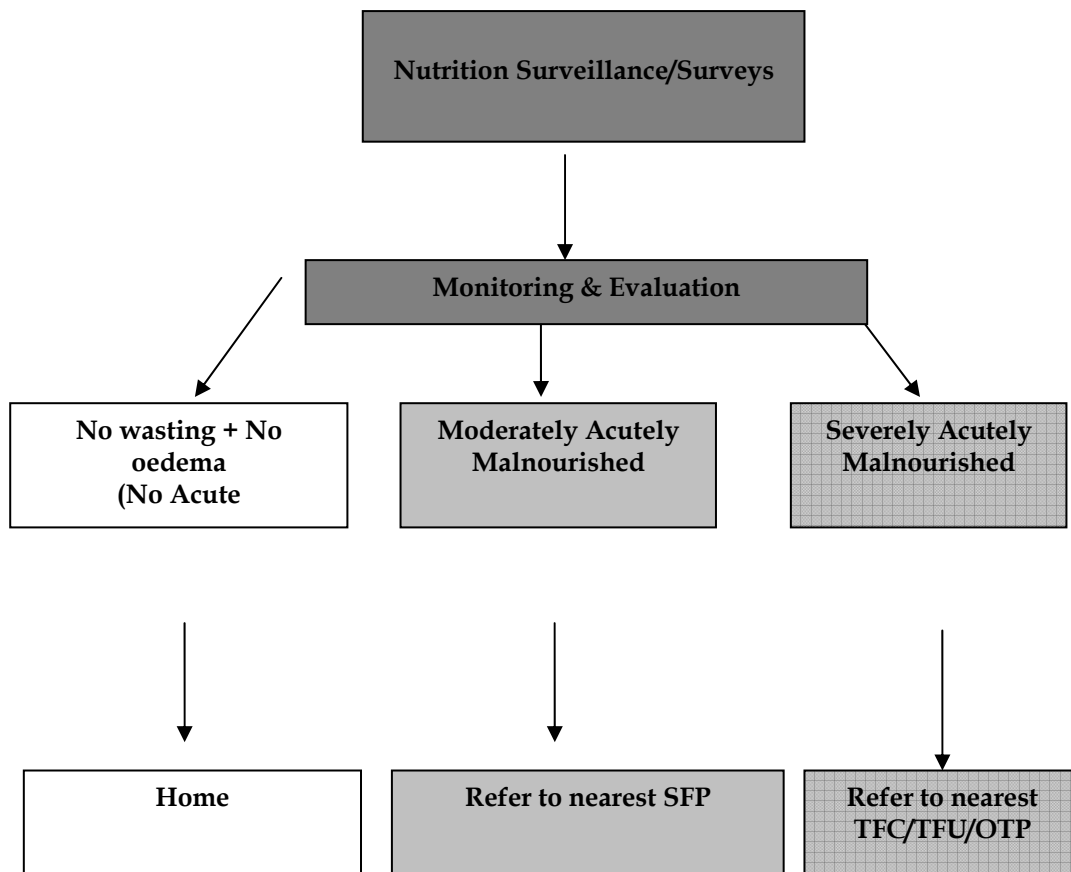 Nutrition Surveillance/Surveys
Monitoring & Evaluation
No wasting + No
oedema
(No Acute
Moderately Acutely
Malnourished
Severely Acutely
Malnourished
Home
Refer to nearest SFP
Refer to nearest
TFC/TFU/OTP